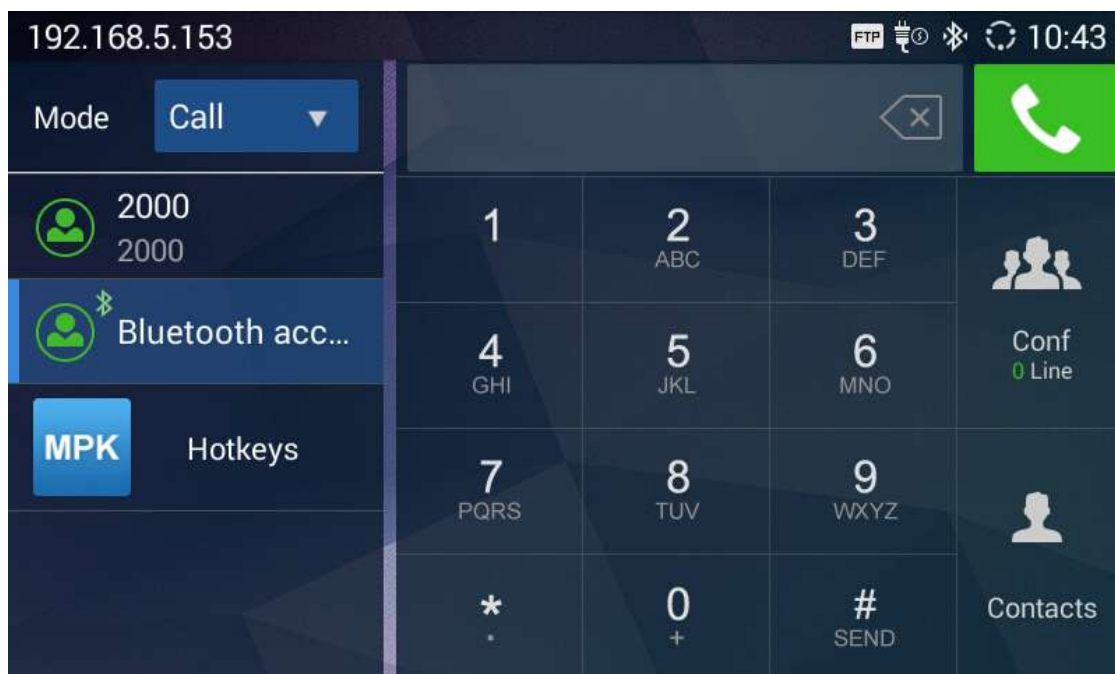 192.168.5.153
FTP
10:43
Mode
Call
2000
2000
Bluetooth acc...
MPK
Hotkeys
1
2
ABC
3
DEF
4
GHI
5
JKL
6
MNO
7
PQRS
8
TUV
9
WXYZ
*
.
0
+
#
SEND
Conf
0 Line
Contacts